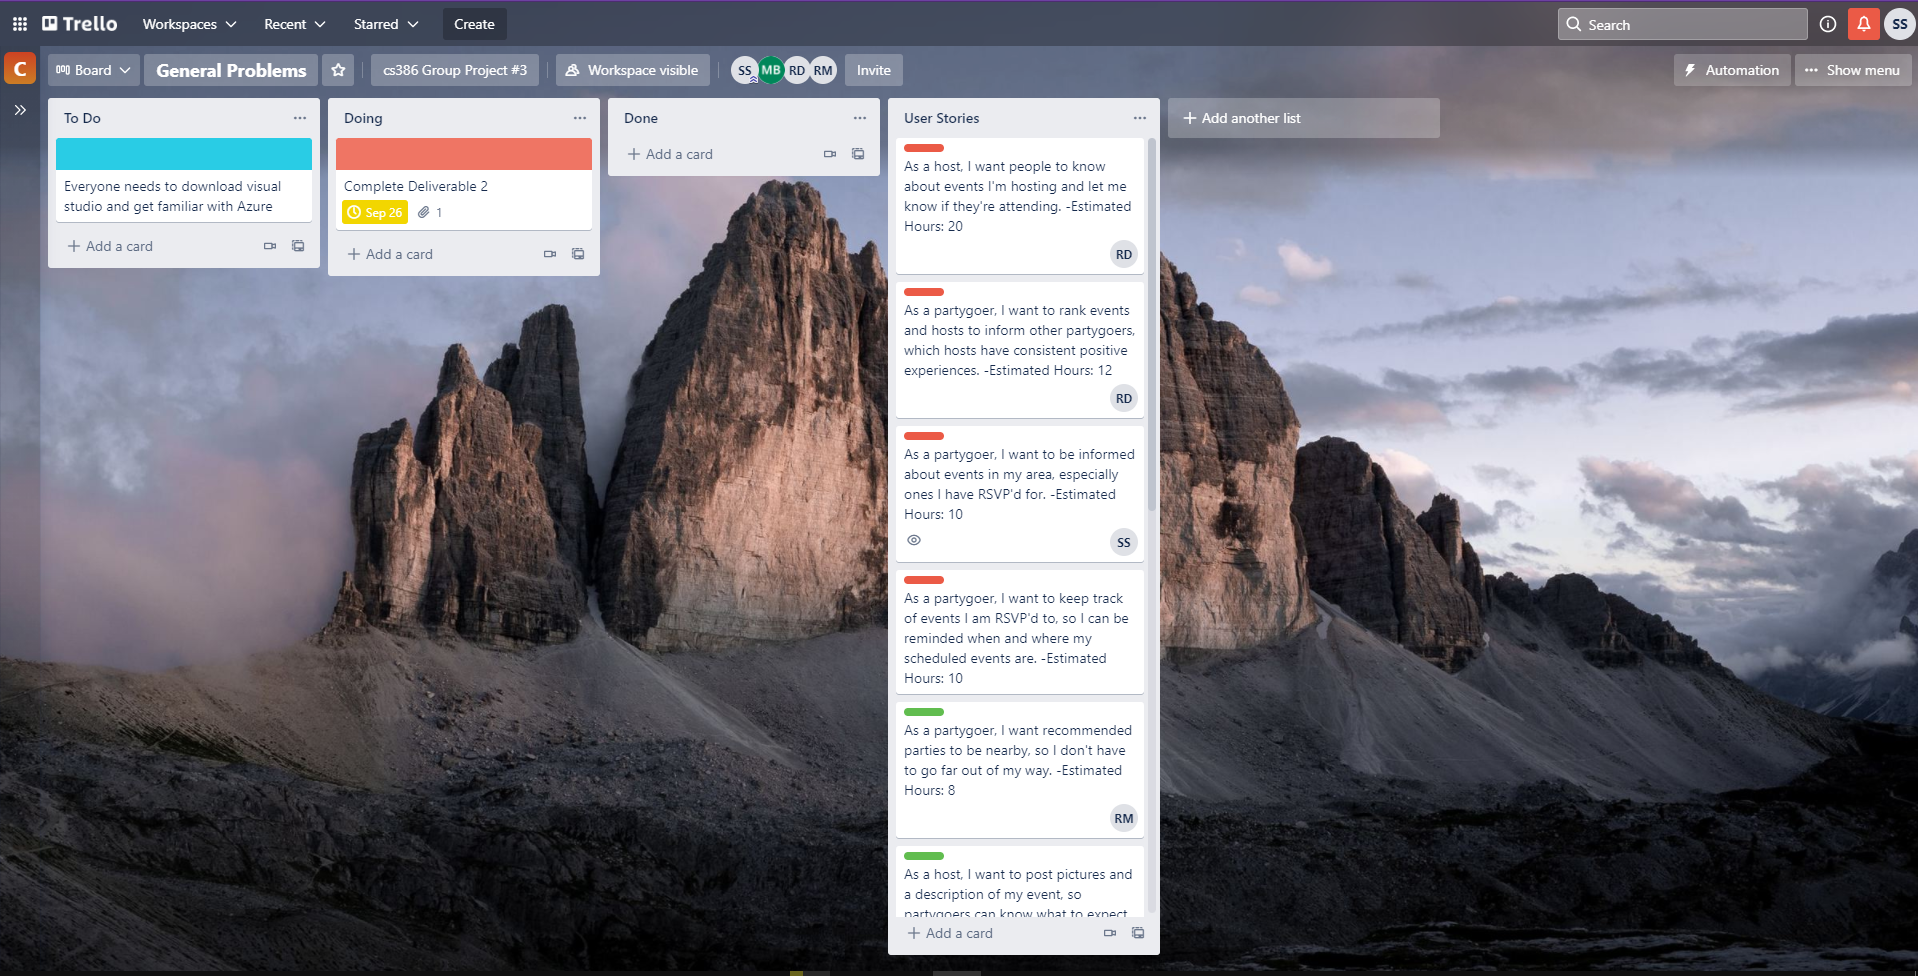 Trello
Workspaces
Recent
Starred
Create
Search
SS
C
Board
General Problems
cs386 Group Project #3
Workspace visible
SS
MB
RD
RM
Invite
Automation
Show menu
To Do
Everyone needs to download visual
studio and get familiar with Azure
Add a card
Doing
Complete Deliverable 2
Sep 26
1
Add a card
Done
Add a card
User Stories
As a host, I want people to know
about events I'm hosting and let me
know if they're attending. -Estimated
Hours: 20
RD
As a partygoer, I want to rank events
and hosts to inform other partygoers,
which hosts have consistent positive
experiences. -Estimated Hours: 12
RD
As a partygoer, I want to be informed
about events in my area, especially
ones I have RSVP'd for. -Estimated
Hours: 10
SS
As a partygoer, I want to keep track
of events I am RSVP'd to, so I can be
reminded when and where my
scheduled events are. -Estimated
Hours: 10
As a partygoer, I want recommended
parties to be nearby, so I don't have
to go far out of my way. -Estimated
Hours: 8
RM
As a host, I want to post pictures and
a description of my event, so
partygoers can know what to expect
Add a card
Add another list